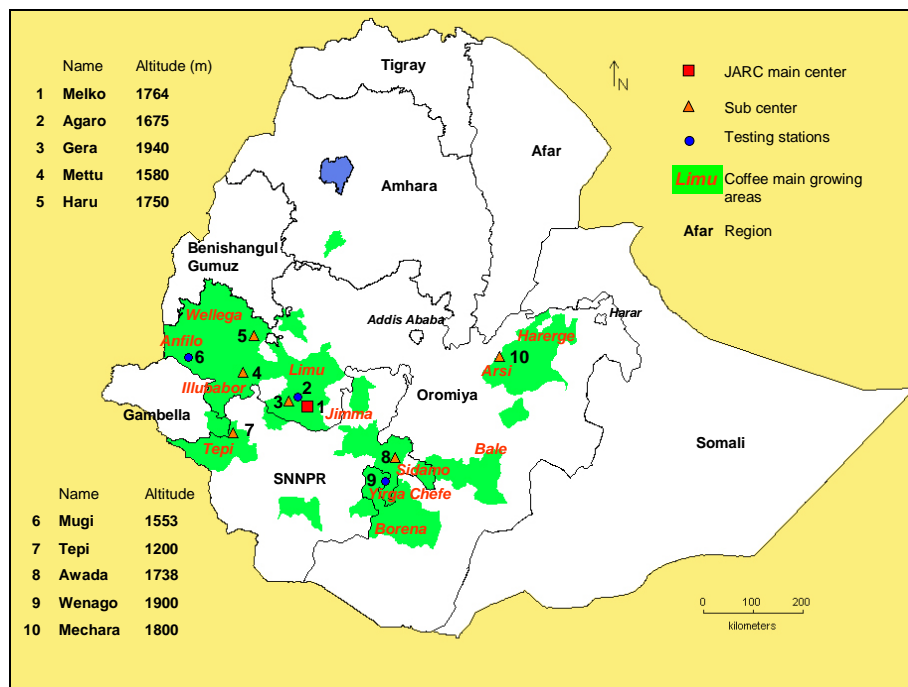 Name Altitude (m)
1 Melko 1764
2 Agaro 1675
3 Gera 1940
4 Mettu 1580
5 Haru 1750
N
JARC main center
Sub center
Testing stations
Limu Coffee main growing
areas
Afar Region
Tigray
Afar
Amhara
Benishangul
Gumuz
Wellega
Anfilo
6
5
4
Illubabor
Gambella
Limu
2
3
1
Jimma
7
Tepi
Addis Ababa
Harar
Harerge
10
Arsi
Oromiya
Somali
Bale
8
Sidamo
9
Yirga Chefe
SNNPR
Borena
Name Altitude
6 Mugi 1553
7 Tepi 1200
8 Awada 1738
9 Wenago 1900
10 Mechara 1800
0 100 200
kilometers